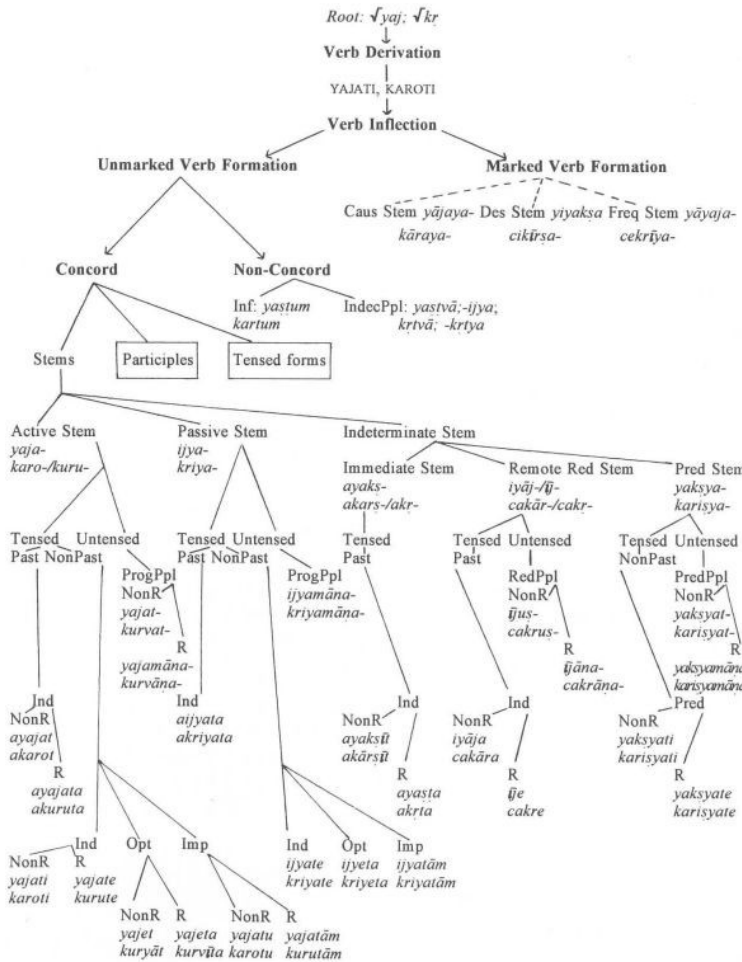 Root: √yaj; √kṛ
Verb Derivation
YAJATI, KAROTI
Verb Inflection
Unmarked Verb Formation Marked Verb Formation
Caus Stem yājaya- Des Stem yiyakṣa Freq Stem yāyaja-
kāraya- cikīrṣa- cekrīya-
Concord Non-Concord
Inf: yaṣṭum IndecPpl: yaṣṭvā;-ijya;
kartum kṛtvā; -kṛtya
Stems Participles Tensed forms
Active Stem Passive Stem Indeterminate Stem
yaja- ijya-
karo-/kuru- kriya- Immediate Stem Remote Red Stem Pred Stem
ayakṣ- iyāj-/īj- yakṣya-
akarṣ-/akṛ- cakār-/cakṛ- kariṣya-
Tensed Untensed Tensed Untensed Tensed Tensed Untensed Tensed Untensed
Past NonPast Past NonPast Past Past NonPast
ProgPpl ProgPpl RedPpl PredPpl
NonR ijyamāna- NonR NonR
yajat- kriyamāṇa- ījuṣ- yakṣyat-
kurvat- cakruṣ- kariṣyat-
R R R
yajamāna- ījāna- yakṣyamāṇa
kurvāṇa- cakrāṇa- kariṣyamāṇa
Ind Ind Ind Ind Pred
NonR aijyata NonR NonR NonR
ayajat akriyata ayakṣīt iyāja yakṣyati
akarot akārṣīt cakāra kariṣyati
R R R R
ayajata ayaṣṭa īje yakṣyate
akuruta akṛta cakre kariṣyate
Ind Opt Imp Ind Opt Imp
NonR R ijyate ijyeta ijyatām
yajati yajate kriyate kriyeta kriyatām
karoti kurute
NonR R NonR R
yajet yajeta yajatu yajatām
kuryāt kurvīta karotu kurutām